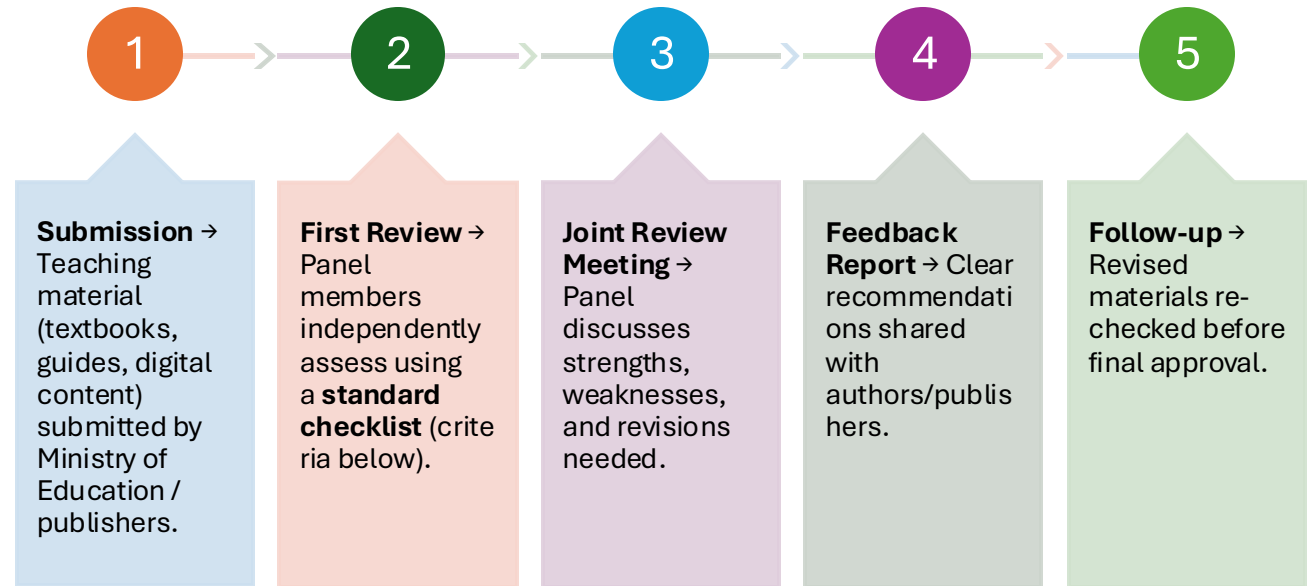 1
2
3
4
5
Submission →
Teaching
material
(textbooks,
guides, digital
content)
submitted by
Ministry of
Education /
publishers.
First Review →
Panel
members
independently
assess using
a standard
checklist (crite
ria below).
Joint Review
Meeting →
Panel
discusses
strengths,
weaknesses,
and revisions
needed.
Feedback
Report → Clear
recommendati
ons shared
with
authors/publis
hers.
Follow-up →
Revised
materials re-
checked before
final approval.